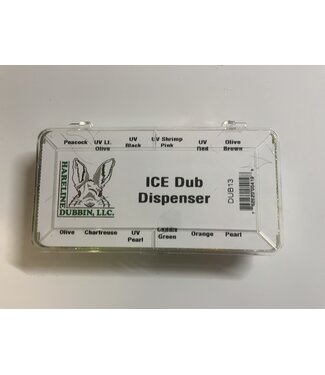 Peacock
UV Lt.
Olive
UV
Black
UV Shrimp
Pink
UV
Red
Olive
Brown
HARELINE
DUBBIN, LLC.
ICE Dub
Dispenser
DUB13
Olive
Chartreuse
UV
Pearl
Caddis
Green
Orange
Pearl